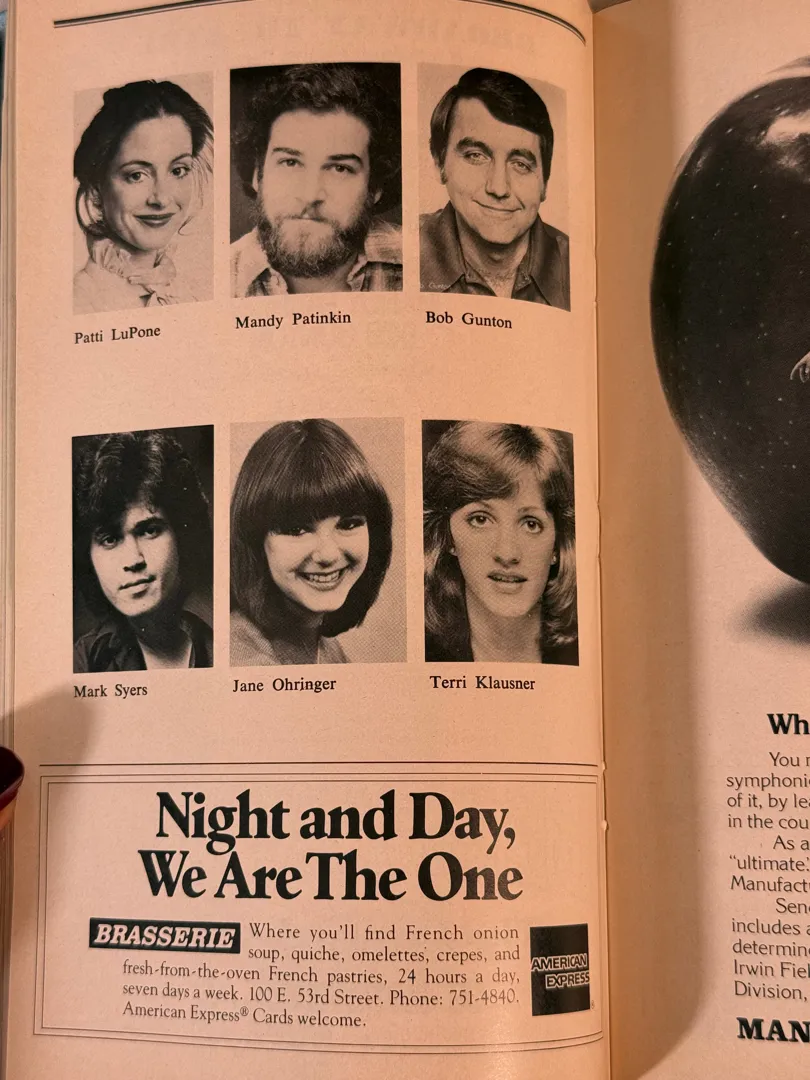 Patti LuPone
Mandy Patinkin
Bob Gunton
Mark Syers
Jane Ohringer
Terri Klausner
Night and Day,
We Are The One
BRASSERIE Where you'll find French onion
soup, quiche, omelettes, crepes, and
fresh-from-the-oven French pastries, 24 hours a day,
seven days a week. 100 E. 53rd Street. Phone: 751-4840.
American Express® Cards welcome.
AMERICAN
EXPRESS
®
Wh
You
symphoni
of it, by le
in the cou
As a
“ultimate.”
Manufact
Sen
includes a
determin
Irwin Fiel
Division,
MAN